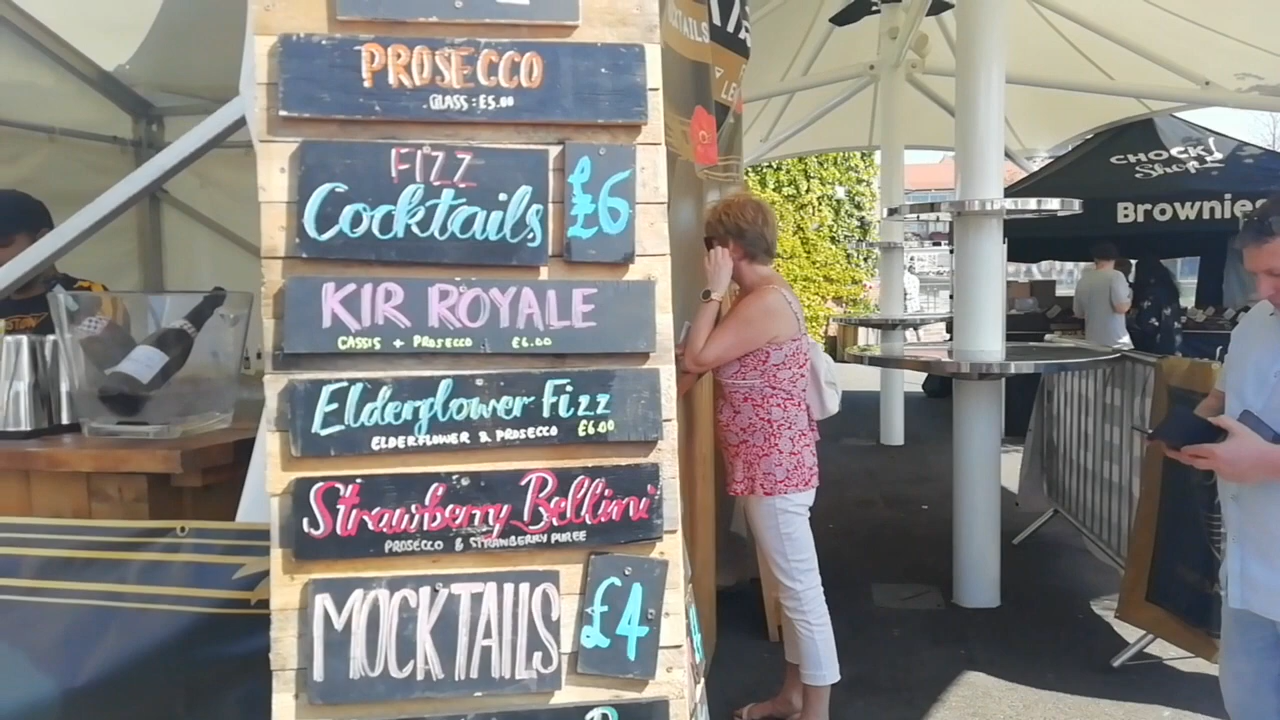 PROSECCO
GLASS: £5.00
FIZZ
Cocktails £6
KIR ROYALE
CASSIS + PROSECCO £6.00
Elderflower Fizz
ELDERFLOWER & PROSECCO £6.00
Strawberry Bellini
PROSECCO & STRAWBERRY PUREE
MOCKTAILS £4
CHOCK
Shop
Brownies